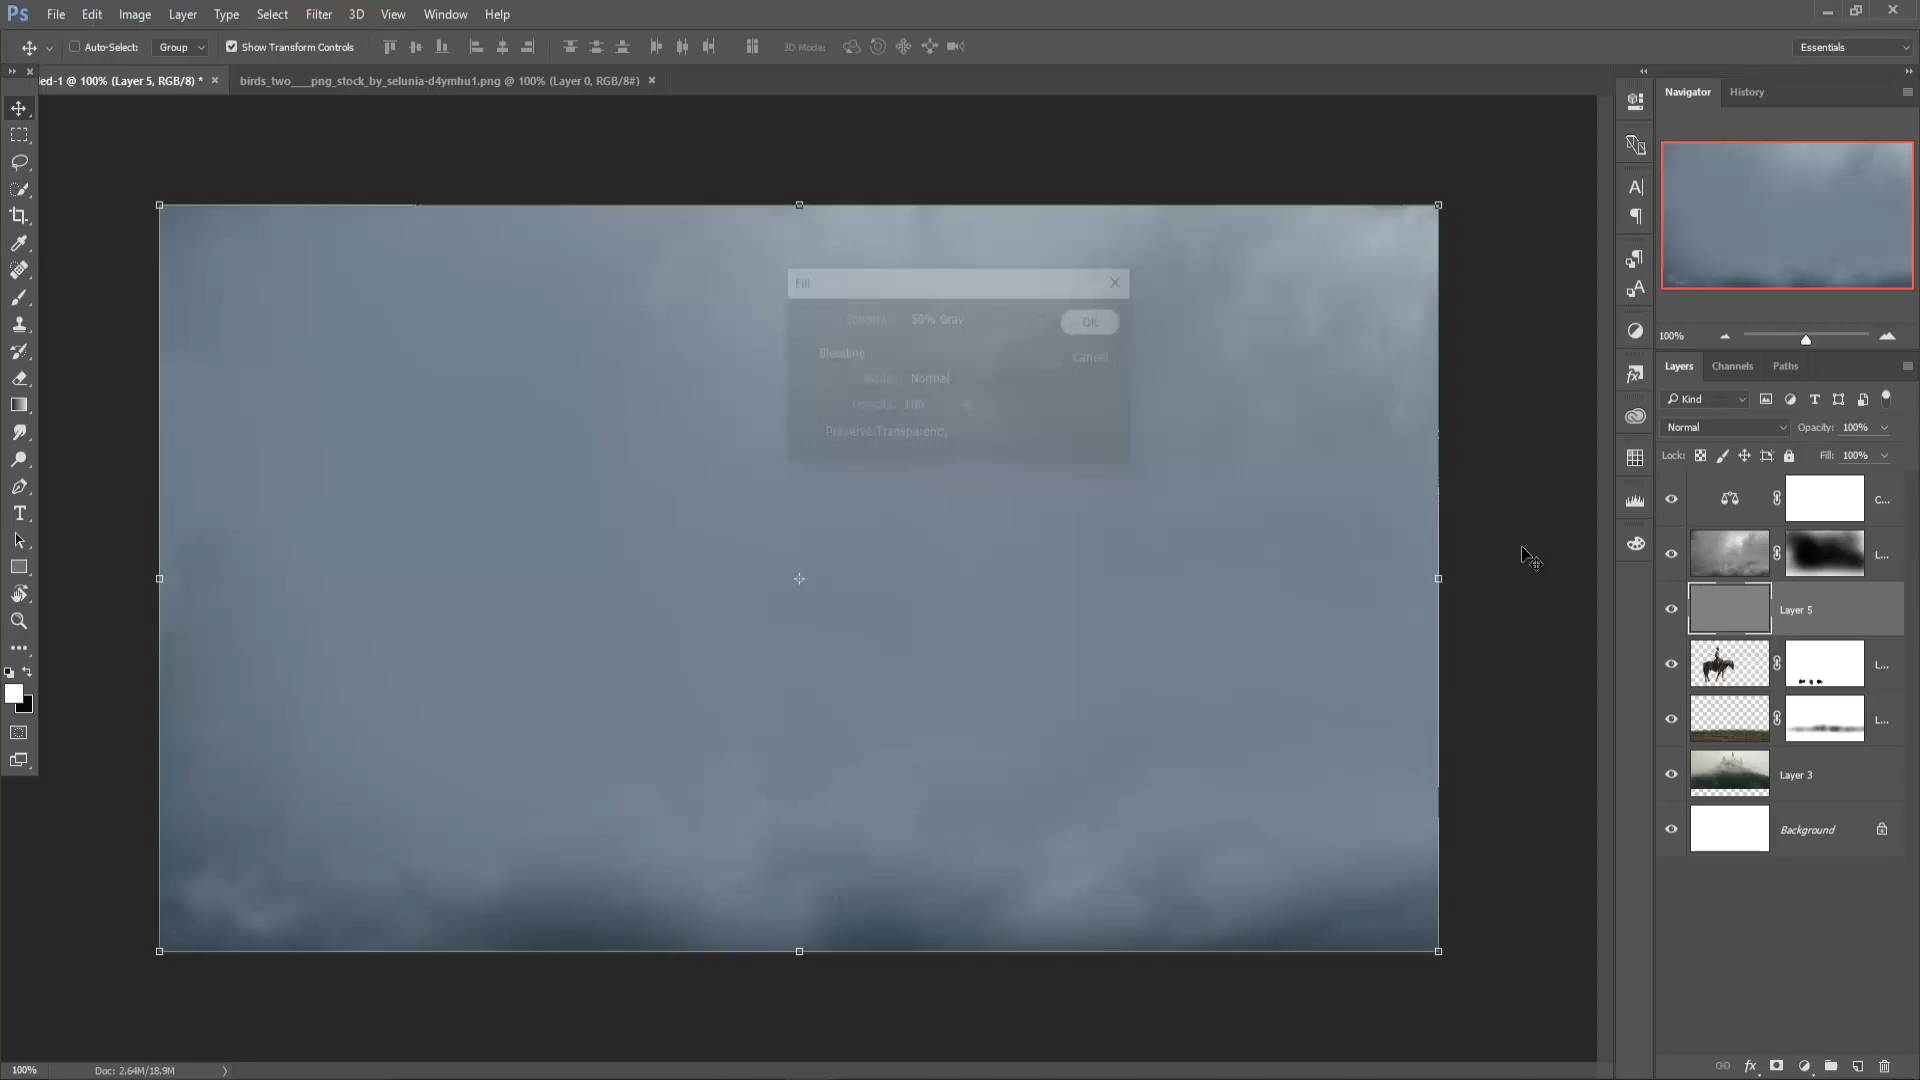 Ps File Edit Image Layer Type Select Filter 3D View Window Help
Auto-Select: Group Show Transform Controls 3D Mode: Essentials
ed-1 @ 100% (Layer 5, RGB/8) * × birds_two____png_stock_by_selunia-d4ymhu1.png @ 100% (Layer 0, RGB/8#) ×
Navigator History
Fill
50% Gray OK
Blending Cancel
Mode: Normal
Opacity: 100 %
Preserve Transparency
100%
Layers Channels Paths
Kind
Normal Opacity: 100%
Lock: Fill: 100%
C...
L...
Layer 5
L...
L...
Layer 3
Background
100% Doc: 2.64M/18.9M